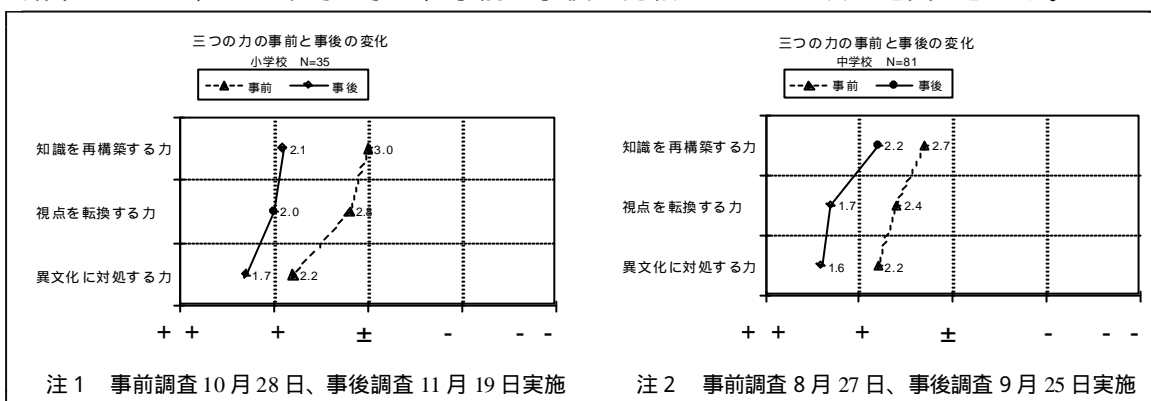 三つの力の事前と事後の変化
小学校 N=35
事前 事後
知識を再構築する力
2.1
3.0
視点を転換する力
2.0
異文化に対処する力
1.7
2.2
++ + ± - --
注1 事前調査10月28日、事後調査11月19日実施
三つの力の事前と事後の変化
中学校 N=81
事前 事後
知識を再構築する力
2.2
2.7
視点を転換する力
1.7
2.4
異文化に対処する力
1.6
2.2
++ + ± - --
注2 事前調査8月27日、事後調査9月25日実施